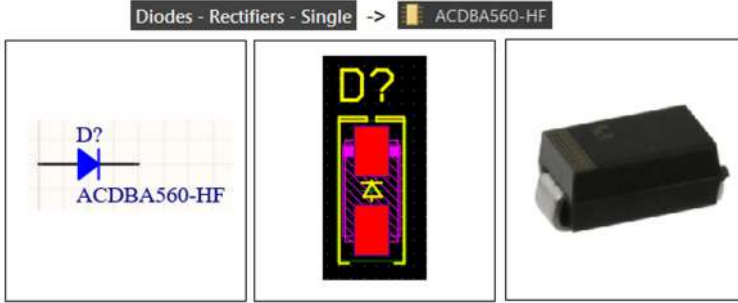 Diodes - Rectifiers - Single -> ACDBA560-HF
D?
ACDBA560-HF
D?